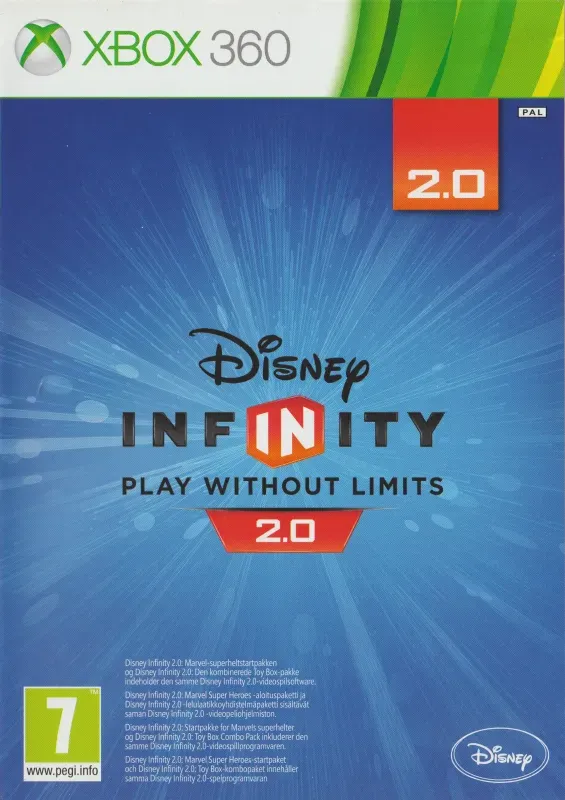 XBOX 360
PAL
2.0
Disney
INFINITY
PLAY WITHOUT LIMITS
2.0
Disney Infinity 2.0: Marvel-superheltstartpakken
og Disney Infinity 2.0: Den kombinerede Toy Box-pakke
indeholder den samme Disney Infinity 2.0-videospilsoftware.
Disney Infinity 2.0: Marvel Super Heroes -aloituspaketti ja
Disney Infinity 2.0 -lelulaatikkoyhdistelmäpaketti sisältävät
saman Disney Infinity 2.0 -videopeliohjelmiston.
Disney Infinity 2.0: Startpakke for Marvels superhelter
og Disney Infinity 2.0: Toy Box Combo Pack inkluderer den
samme Disney Infinity 2.0-videospillprogramvaren.
Disney Infinity 2.0: Marvel Super Heroes-startpaket
och Disney Infinity 2.0: Toy Box-kombopaket innehåller
samma Disney Infinity 2.0-spelprogramvaran
7
TM
www.pegi.info
Disney